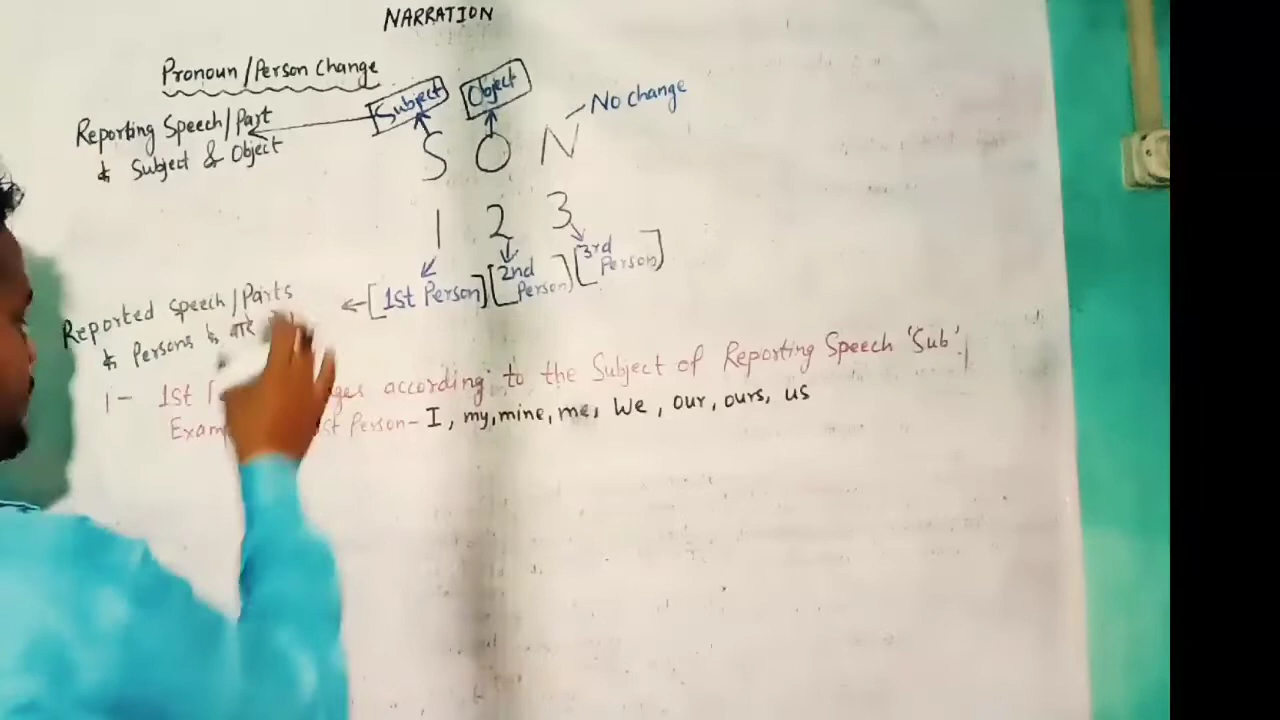 NARRATION
Pronoun/Person Change
Subject Object No change
Reporting Speech/Part
के Subject & Object
S O N
1 2 3
[1st Person] [2nd Person] [3rd Person]
Reported Speech/Parts
के Persons के बारे
1- 1st according to the Subject of Reporting Speech 'Sub'.
Person- I, my, mine, me, We, our, ours, us